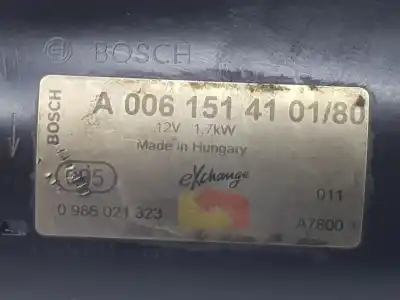 BOSCH
A 006 151 41 01/80
12V 1,7kW
Made in Hungary
BOSCH
eXchange
011
0 986 021 323
A7800